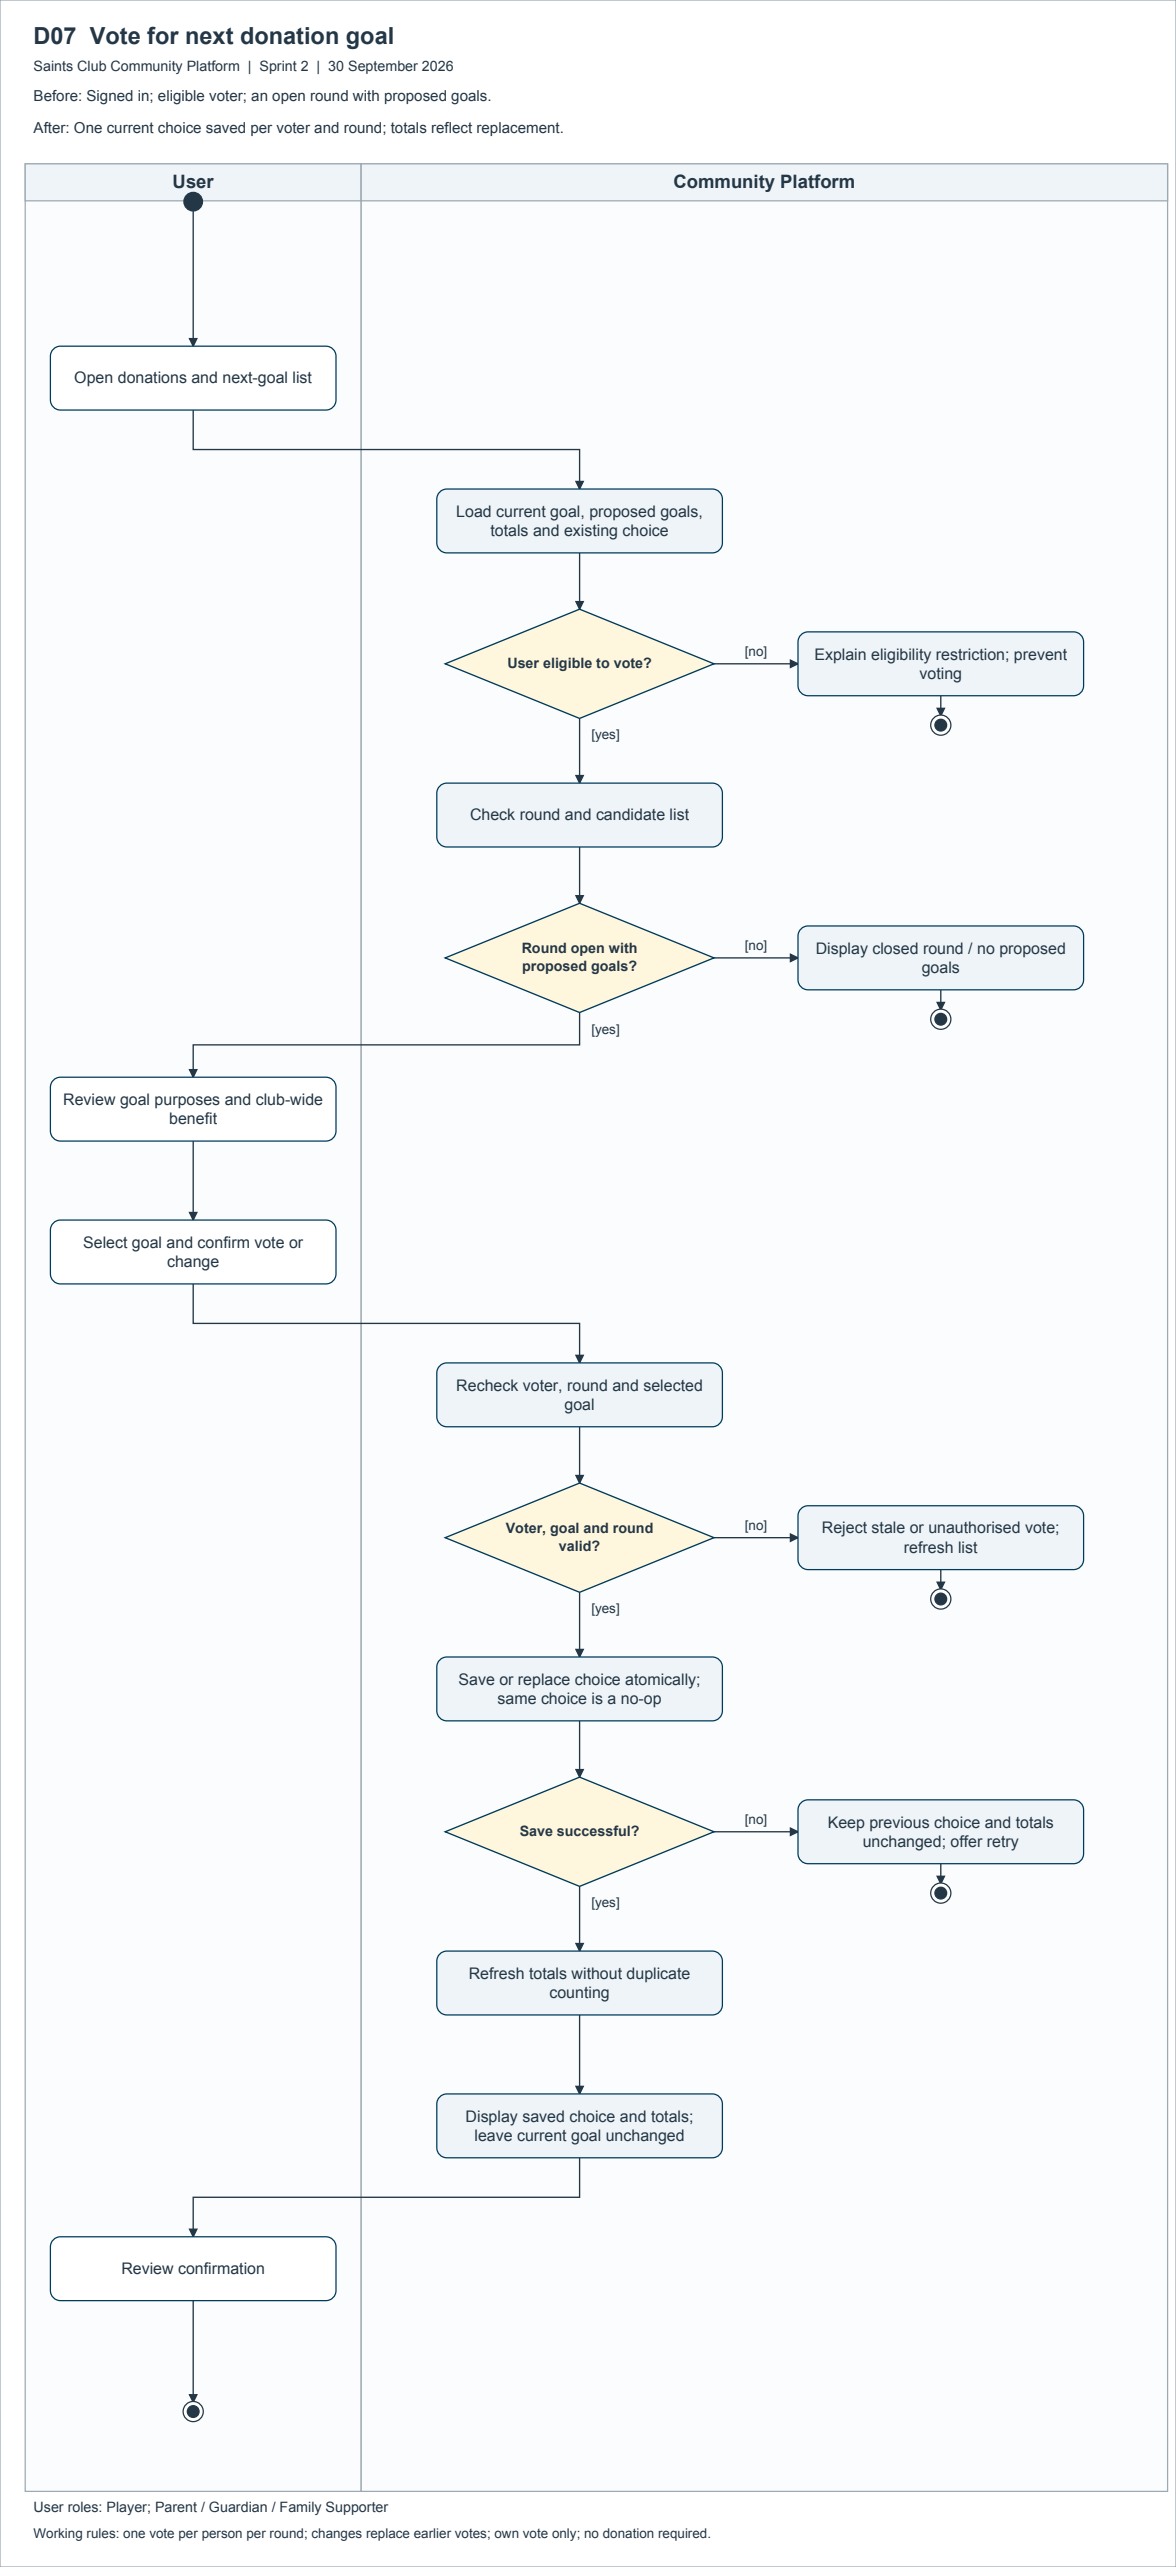 D07 Vote for next donation goal
Saints Club Community Platform | Sprint 2 | 30 September 2026
Before: Signed in; eligible voter; an open round with proposed goals.
After: One current choice saved per voter and round; totals reflect replacement.
User
Community Platform
Open donations and next-goal list
Load current goal, proposed goals,
totals and existing choice
User eligible to vote?
[no]
Explain eligibility restriction; prevent
voting
[yes]
Check round and candidate list
Round open with
proposed goals?
[no]
Display closed round / no proposed
goals
[yes]
Review goal purposes and club-wide
benefit
Select goal and confirm vote or
change
Recheck voter, round and selected
goal
Voter, goal and round
valid?
[no]
Reject stale or unauthorised vote;
refresh list
[yes]
Save or replace choice atomically;
same choice is a no-op
Save successful?
[no]
Keep previous choice and totals
unchanged; offer retry
[yes]
Refresh totals without duplicate
counting
Display saved choice and totals;
leave current goal unchanged
Review confirmation
User roles: Player; Parent / Guardian / Family Supporter
Working rules: one vote per person per round; changes replace earlier votes; own vote only; no donation required.